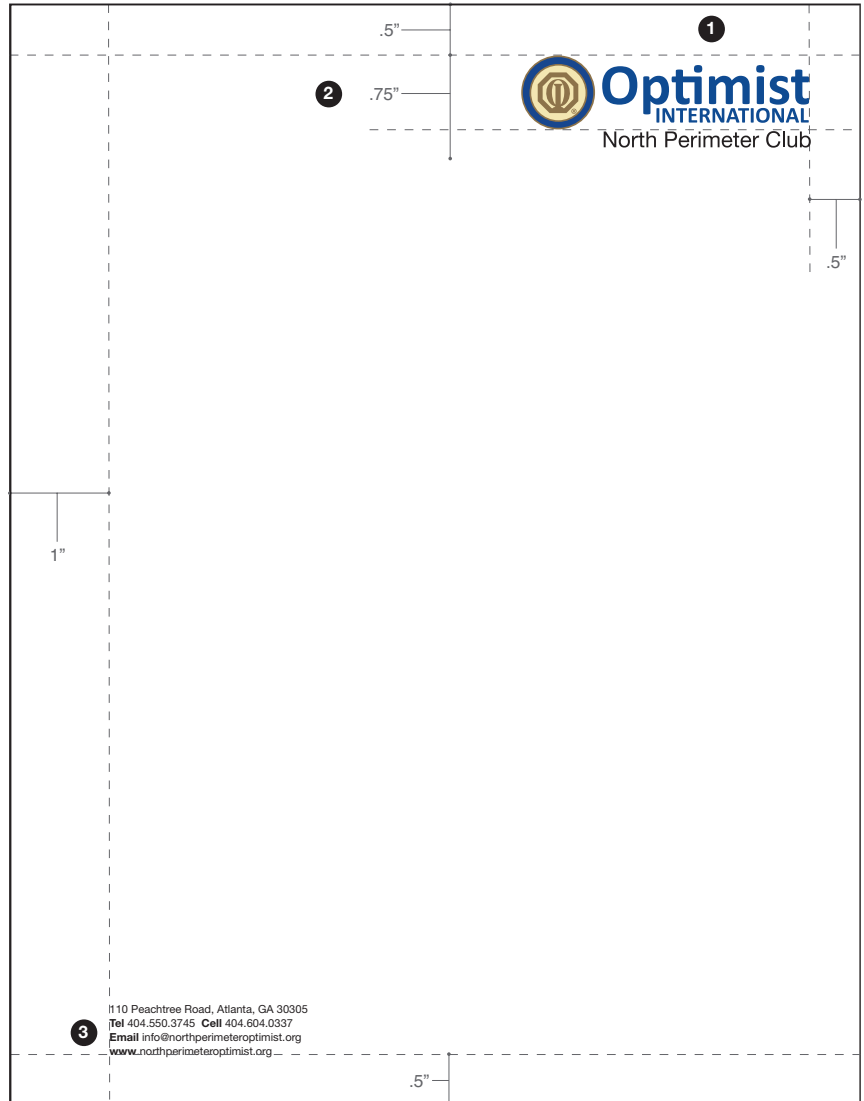 .5”
1
2
.75”
Optimist
INTERNATIONAL
®
North Perimeter Club
.5”
1”
3
110 Peachtree Road, Atlanta, GA 30305
Tel 404.550.3745 Cell 404.604.0337
Email info@northperimeteroptimist.org
www.northperimeteroptimist.org
.5”